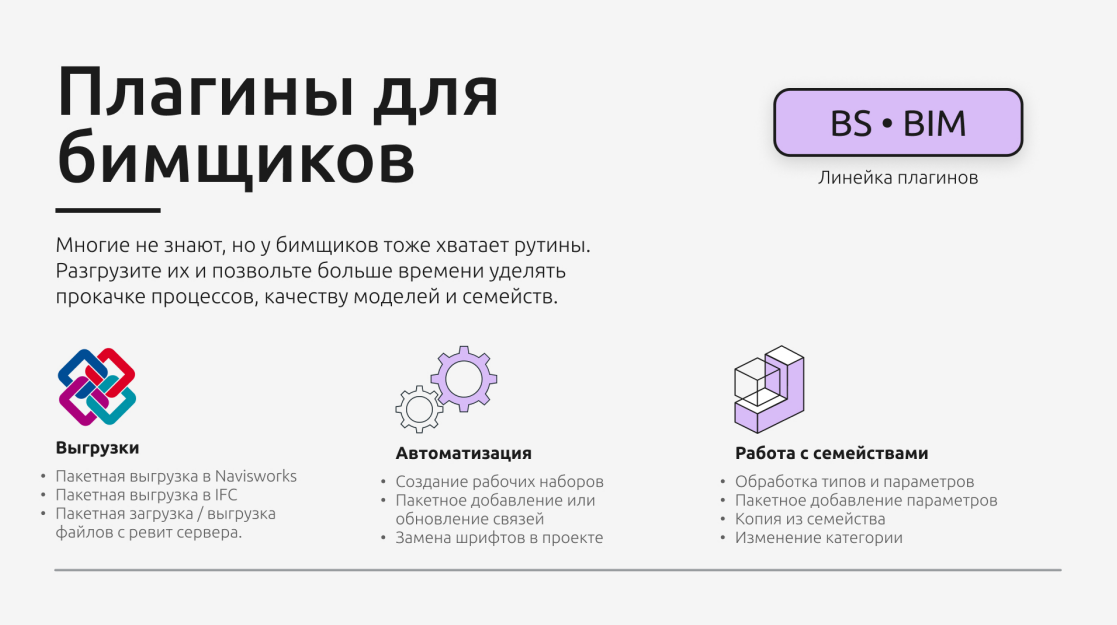 Плагины для
бимщиков
BS • BIM
Линейка плагинов
Многие не знают, но у бимщиков тоже хватает рутины.
Разгрузите их и позвольте больше времени уделять
прокачке процессов, качеству моделей и семейств.
Выгрузки
• Пакетная выгрузка в Navisworks
• Пакетная выгрузка в IFC
• Пакетная загрузка / выгрузка
файлов с ревит сервера.
Автоматизация
• Создание рабочих наборов
• Пакетное добавление или
обновление связей
• Замена шрифтов в проекте
Работа с семействами
• Обработка типов и параметров
• Пакетное добавление параметров
• Копия из семейства
• Изменение категории